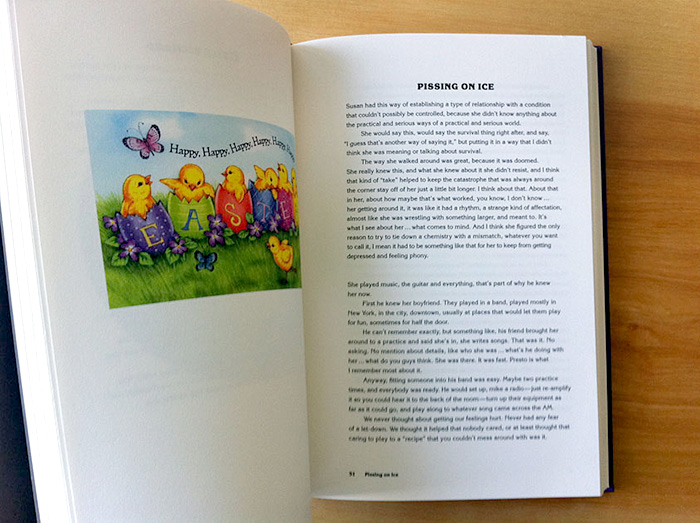 Happy, Happy, Happy, Happy, Happy,
E A S T
PISSING ON ICE
Susan had this way of establishing a type of relationship with a condition
that couldn't possibly be controlled, because she didn't know anything about
the practical and serious ways of a practical and serious world.
She would say this, would say the survival thing right after, and say,
"I guess that's another way of saying it," but putting it in a way that I didn't
think she was meaning or talking about survival.
The way she walked around was great, because it was doomed.
She really knew this, and what she knew about it she didn't resist, and I think
that kind of "take" helped to keep the catastrophe that was always around
the corner stay off of her just a little bit longer. I think about that. About that
in her, about how maybe that's what worked, you know, I don't know ...
her getting around it, it was like it had a rhythm, a strange kind of affectation,
almost like she was wrestling with something larger, and meant to. It's
what I see about her ... what comes to mind. And I think she figured the only
reason to try to tie down a chemistry with a mismatch, whatever you want
to call it, I mean it had to be something like that for her to keep from getting
depressed and feeling phony.
She played music, the guitar and everything, that's part of why he knew
her now.
First he knew her boyfriend. They played in a band, played mostly in
New York, in the city, downtown, usually at places that would let them play
for fun, sometimes for half the door.
He can't remember exactly, but something like, his friend brought her
around to a practice and said she's in, she writes songs. That was it. No
asking. No mention about details, like who she was ... what's he doing with
her ... what do you guys think. She was there. It was fast. Presto is what
I remember most about it.
Anyway, fitting someone into his band was easy. Maybe two practice
times, and everybody was ready. He would set up, mike a radio—just re-amplify
it so you could hear it to the back of the room—turn up their equipment as
far as it could go, and play along to whatever song came across the AM.
We never thought about getting our feelings hurt. Never had any fear
of a let-down. We thought it helped that nobody cared, or at least thought that
caring to play to a "recipe" that you couldn't mess around with was it.
51 Pissing on Ice